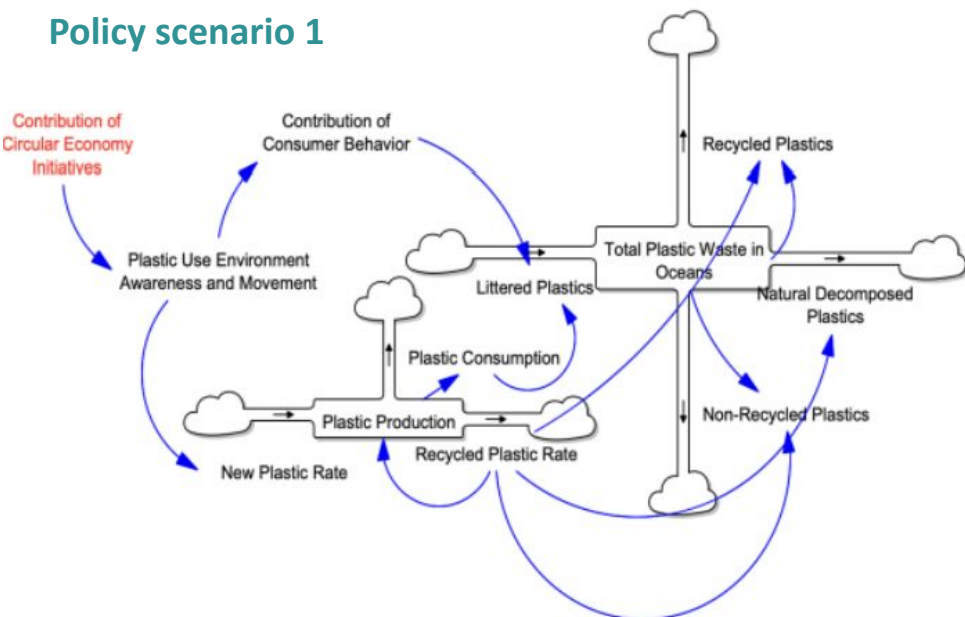 Policy scenario 1
Contribution of
Circular Economy
Initiatives
Contribution of
Consumer Behavior
Recycled Plastics
Plastic Use Environment
Awareness and Movement
Total Plastic Waste in
Oceans
Littered Plastics
Natural Decomposed
Plastics
Plastic Consumption
Plastic Production
Non-Recycled Plastics
Recycled Plastic Rate
New Plastic Rate